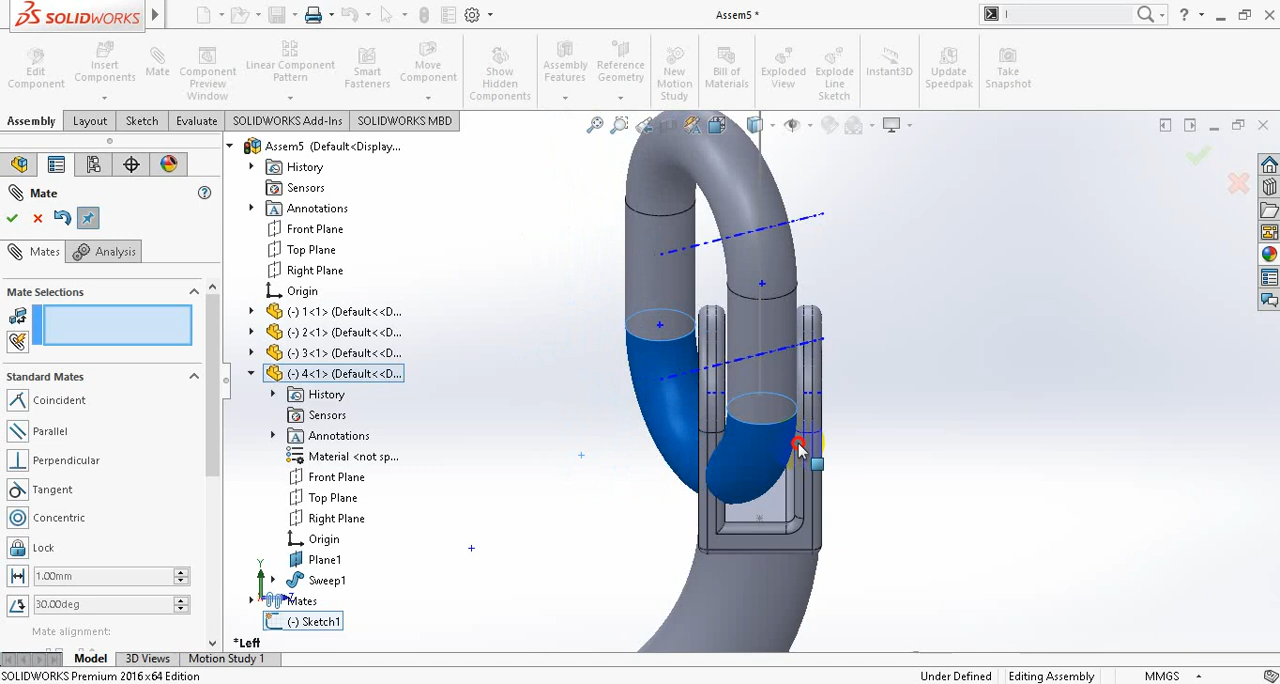 SOLIDWORKS
Assem5 *
Edit Component
Insert Components
Mate
Component Preview Window
Linear Component Pattern
Smart Fasteners
Move Component
Show Hidden Components
Assembly Features
Reference Geometry
New Motion Study
Bill of Materials
Exploded View
Explode Line Sketch
Instant3D
Update Speedpak
Take Snapshot
Assembly Layout Sketch Evaluate SOLIDWORKS Add-Ins SOLIDWORKS MBD
Mate
Mates Analysis
Mate Selections
Standard Mates
Coincident
Parallel
Perpendicular
Tangent
Concentric
Lock
1.00mm
30.00deg
Mate alignment:
Assem5 (Default<Display...
History
Sensors
Annotations
Front Plane
Top Plane
Right Plane
Origin
(-) 1<1> (Default<<D...
(-) 2<1> (Default<<D...
(-) 3<1> (Default<<D...
(-) 4<1> (Default<<D...
History
Sensors
Annotations
Material <not sp...
Front Plane
Top Plane
Right Plane
Origin
Plane1
Sweep1
Mates
(-) Sketch1
Y
*Left
Model 3D Views Motion Study 1
SOLIDWORKS Premium 2016 x64 Edition
Under Defined Editing Assembly MMGS